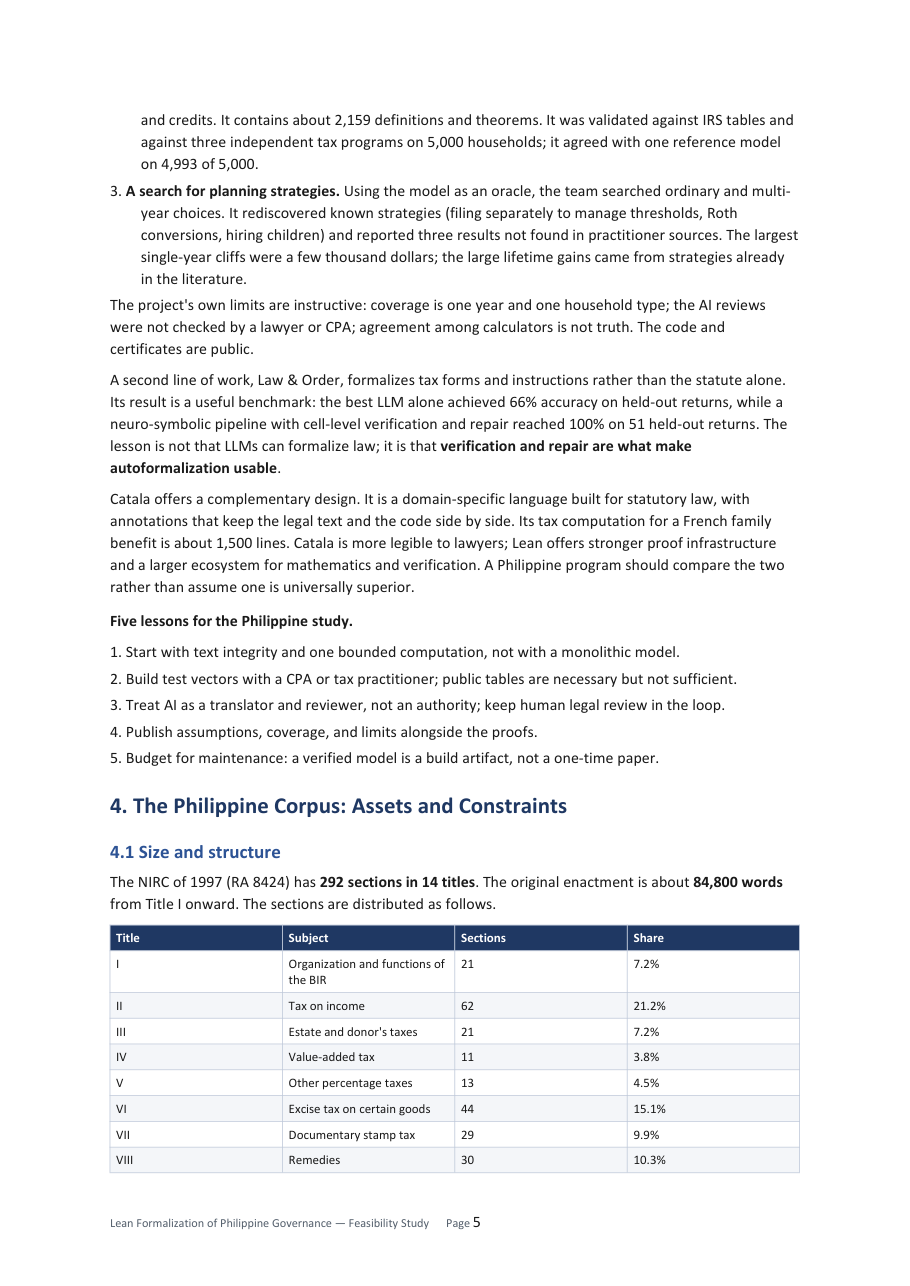 and credits. It contains about 2,159 definitions and theorems. It was validated against IRS tables and
against three independent tax programs on 5,000 households; it agreed with one reference model
on 4,993 of 5,000.
3. A search for planning strategies. Using the model as an oracle, the team searched ordinary and multi-
year choices. It rediscovered known strategies (filing separately to manage thresholds, Roth
conversions, hiring children) and reported three results not found in practitioner sources. The largest
single-year cliffs were a few thousand dollars; the large lifetime gains came from strategies already
in the literature.
The project's own limits are instructive: coverage is one year and one household type; the AI reviews
were not checked by a lawyer or CPA; agreement among calculators is not truth. The code and
certificates are public.
A second line of work, Law & Order, formalizes tax forms and instructions rather than the statute alone.
Its result is a useful benchmark: the best LLM alone achieved 66% accuracy on held-out returns, while a
neuro-symbolic pipeline with cell-level verification and repair reached 100% on 51 held-out returns. The
lesson is not that LLMs can formalize law; it is that verification and repair are what make
autoformalization usable.
Catala offers a complementary design. It is a domain-specific language built for statutory law, with
annotations that keep the legal text and the code side by side. Its tax computation for a French family
benefit is about 1,500 lines. Catala is more legible to lawyers; Lean offers stronger proof infrastructure
and a larger ecosystem for mathematics and verification. A Philippine program should compare the two
rather than assume one is universally superior.
Five lessons for the Philippine study.
1. Start with text integrity and one bounded computation, not with a monolithic model.
2. Build test vectors with a CPA or tax practitioner; public tables are necessary but not sufficient.
3. Treat AI as a translator and reviewer, not an authority; keep human legal review in the loop.
4. Publish assumptions, coverage, and limits alongside the proofs.
5. Budget for maintenance: a verified model is a build artifact, not a one-time paper.
4. The Philippine Corpus: Assets and Constraints
4.1 Size and structure
The NIRC of 1997 (RA 8424) has 292 sections in 14 titles. The original enactment is about 84,800 words
from Title I onward. The sections are distributed as follows.
Title Subject Sections Share
I Organization and functions of 21 7.2%
the BIR
II Tax on income 62 21.2%
III Estate and donor's taxes 21 7.2%
IV Value-added tax 11 3.8%
V Other percentage taxes 13 4.5%
VI Excise tax on certain goods 44 15.1%
VII Documentary stamp tax 29 9.9%
VIII Remedies 30 10.3%
Lean Formalization of Philippine Governance — Feasibility Study Page 5